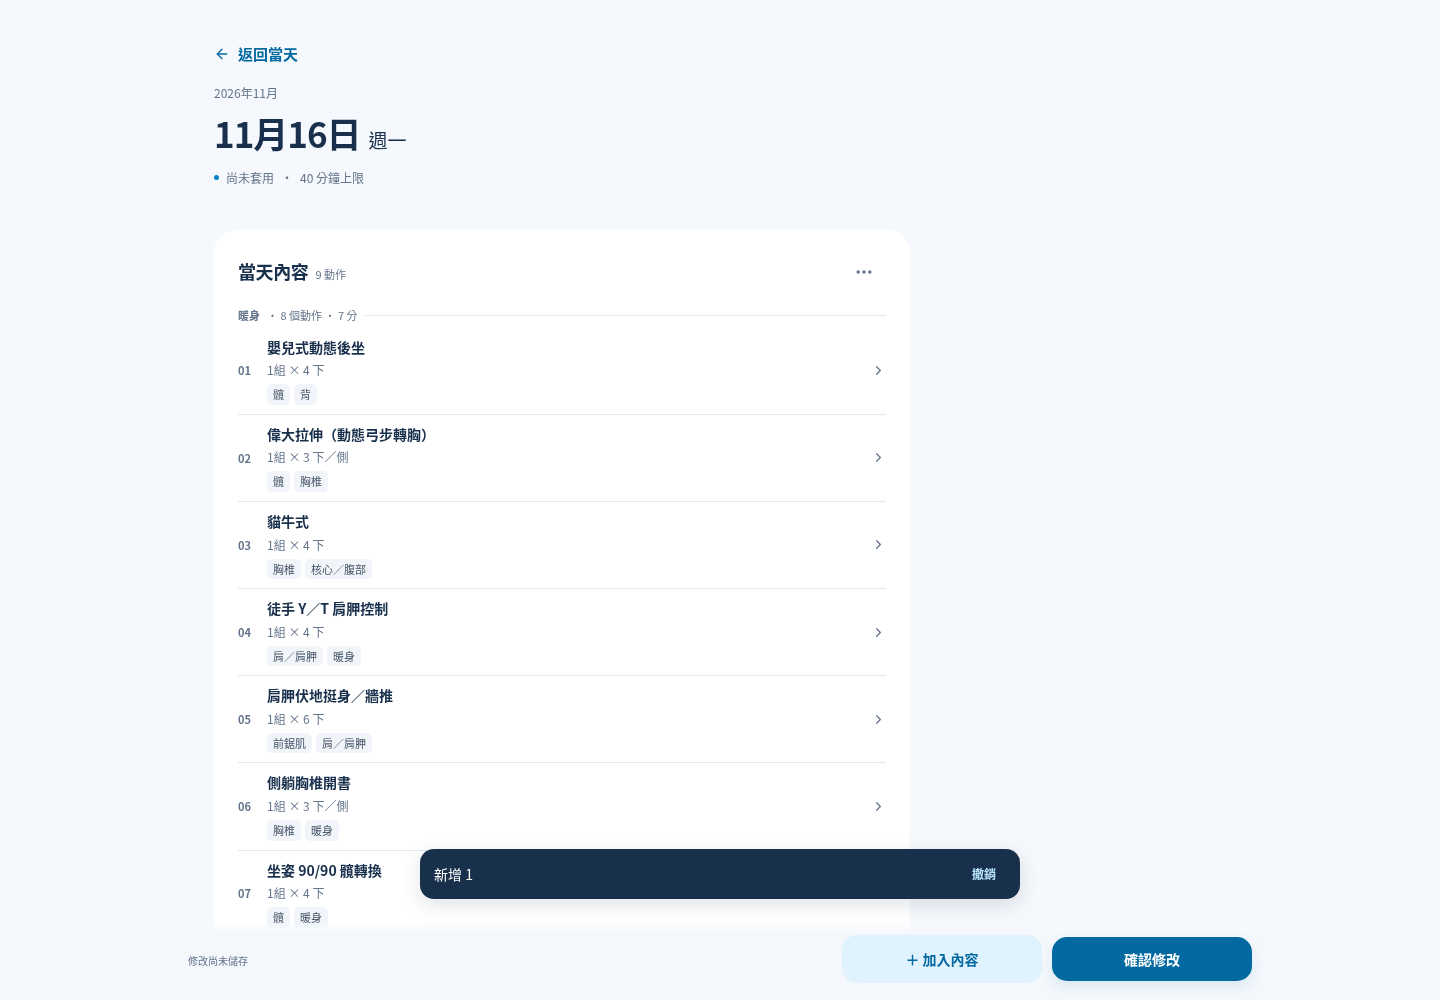 返回當天
2026年11月
11月16日 週一
尚未套用 · 40 分鐘上限
當天內容 9 動作
暖身 · 8 個動作 · 7 分
01
嬰兒式動態後坐
1組 × 4 下
髖 背
02
偉大拉伸（動態弓步轉胸）
1組 × 3 下／側
髖 胸椎
03
貓牛式
1組 × 4 下
胸椎 核心／腹部
04
徒手 Y／T 肩胛控制
1組 × 4 下
肩／肩胛 暖身
05
肩胛伏地挺身／牆推
1組 × 6 下
前鋸肌 肩／肩胛
06
側躺胸椎開書
1組 × 3 下／側
胸椎 暖身
07
坐姿 90/90 髖轉換
1組 × 4 下
髖 暖身
新增 1 撤銷
修改尚未儲存
＋ 加入內容
確認修改